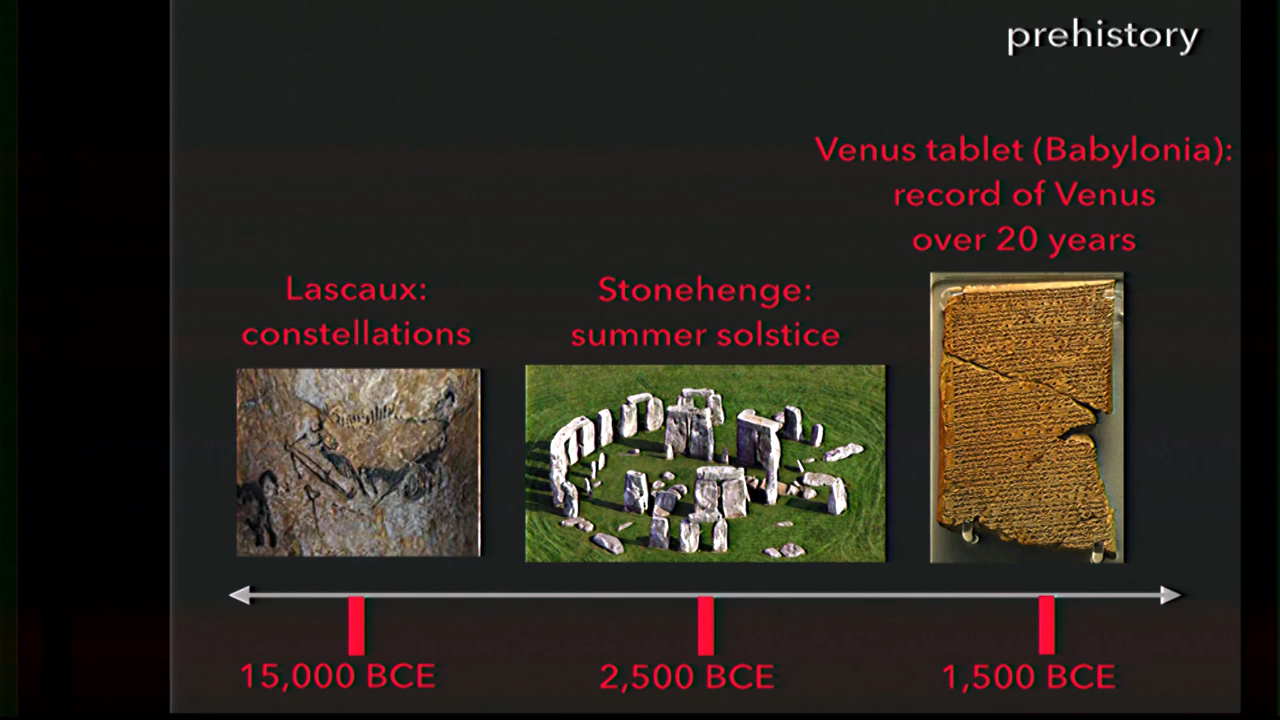 prehistory
Venus tablet (Babylonia):
record of Venus
over 20 years
Lascaux:
constellations
Stonehenge:
summer solstice
15,000 BCE
2,500 BCE
1,500 BCE